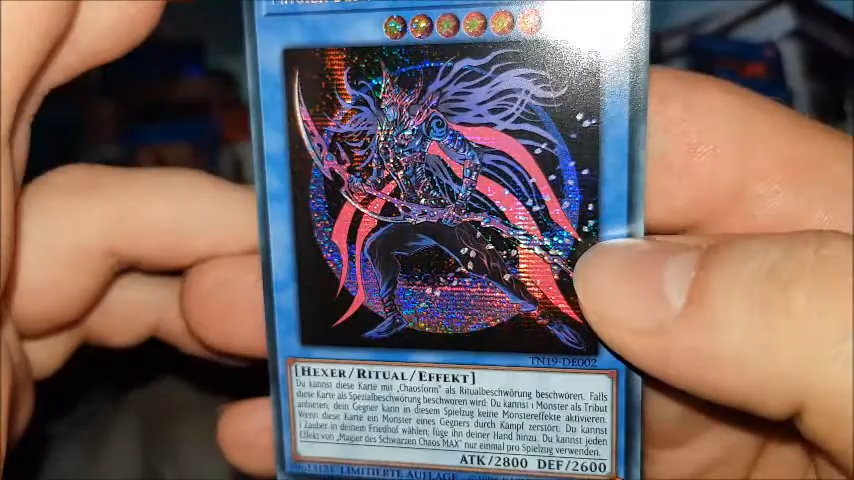 TN19-DE002
[HEXER/RITUAL/EFFEKT]
Du kannst diese Karte mit „Chaosform" als Ritualbeschwörung beschwören. Falls
diese Karte als Spezialbeschwörung beschworen wird: Du kannst 1 Monster als Tribut
anbieten; dein Gegner kann in diesem Spielzug keine Monstereffekte aktivieren.
Wenn diese Karte ein Monster des Gegners durch Kampf zerstört: Du kannst
1 Zauber in deinem Friedhof wählen; füge ihn deiner Hand hinzu. Du kannst jeden
Effekt von „Magier des Schwarzen Chaos MAX" nur einmal pro Spielzug verwenden.
ATK/2800 DEF/2600
LIMITIERTE AUFLAGE